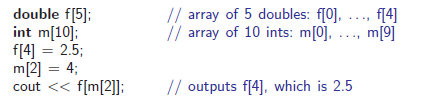 double f[5]; // array of 5 doubles: f[0], ..., f[4]
int m[10]; // array of 10 ints: m[0], ..., m[9]
f[4] = 2.5;
m[2] = 4;
cout << f[m[2]]; // outputs f[4], which is 2.5